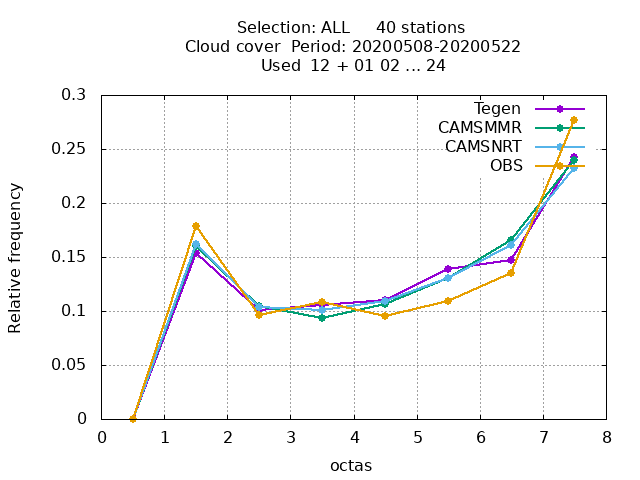 Selection: ALL     40 stations
Cloud cover  Period: 20200508-20200522
Used  12 + 01 02 ... 24
0.3
0.25
0.2
0.15
0.1
0.05
0
Relative frequency
Tegen
CAMSMMR
CAMSNRT
OBS
0 1 2 3 4 5 6 7 8
octas